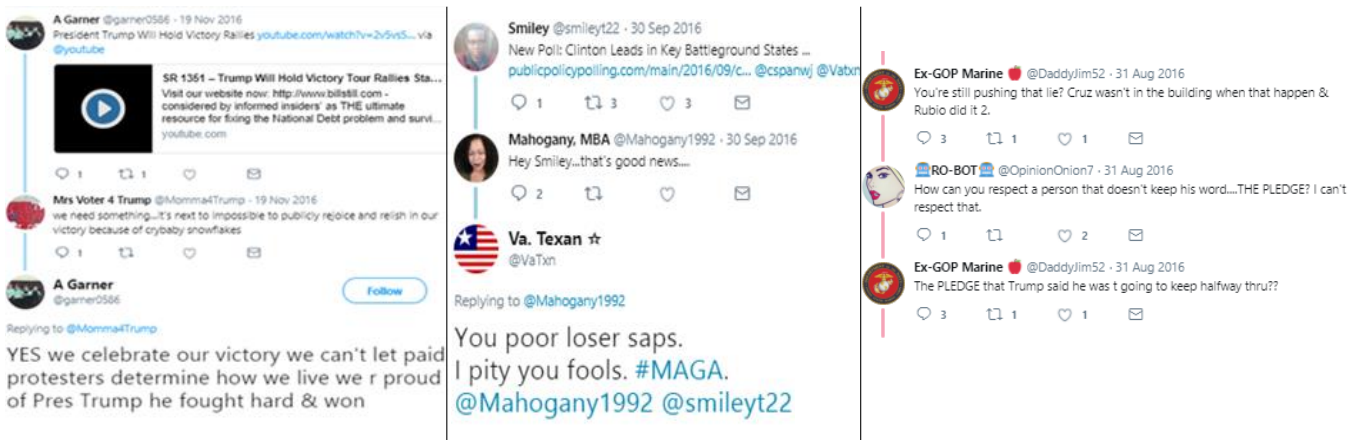 A Garner @garner0586 · 19 Nov 2016
President Trump Will Hold Victory Rallies youtube.com/watch?v=2v5vsS... via
@youtube
SR 1351 – Trump Will Hold Victory Tour Rallies Sta...
Visit our website now: http://www.billstill.com -
considered by informed insiders' as THE ultimate
resource for fixing the National Debt problem and survi...
youtube.com
1 1
Mrs Voter 4 Trump @Momma4Trump · 19 Nov 2016
we need something...it's next to impossible to publicly rejoice and relish in our
victory because of crybaby snowflakes
1
A Garner
@garner0586
Follow
Replying to @Momma4Trump
YES we celebrate our victory we can't let paid
protesters determine how we live we r proud
of Pres Trump he fought hard & won
Smiley @smileyt22 · 30 Sep 2016
New Poll: Clinton Leads in Key Battleground States ...
publicpolicypolling.com/main/2016/09/c... @cspanwj @Vatxn
1 3 3
Mahogany, MBA @Mahogany1992 · 30 Sep 2016
Hey Smiley...that's good news....
2
Va. Texan ☆
@VaTxn
Replying to @Mahogany1992
You poor loser saps.
I pity you fools. #MAGA.
@Mahogany1992 @smileyt22
Ex-GOP Marine 🍎 @DaddyJim52 · 31 Aug 2016
You're still pushing that lie? Cruz wasn't in the building when that happen &
Rubio did it 2.
3 1 1
RO-BOT @OpinionOnion7 · 31 Aug 2016
How can you respect a person that doesn't keep his word....THE PLEDGE? I can't
respect that.
1 2
Ex-GOP Marine 🍎 @DaddyJim52 · 31 Aug 2016
The PLEDGE that Trump said he was t going to keep halfway thru??
3 1 1